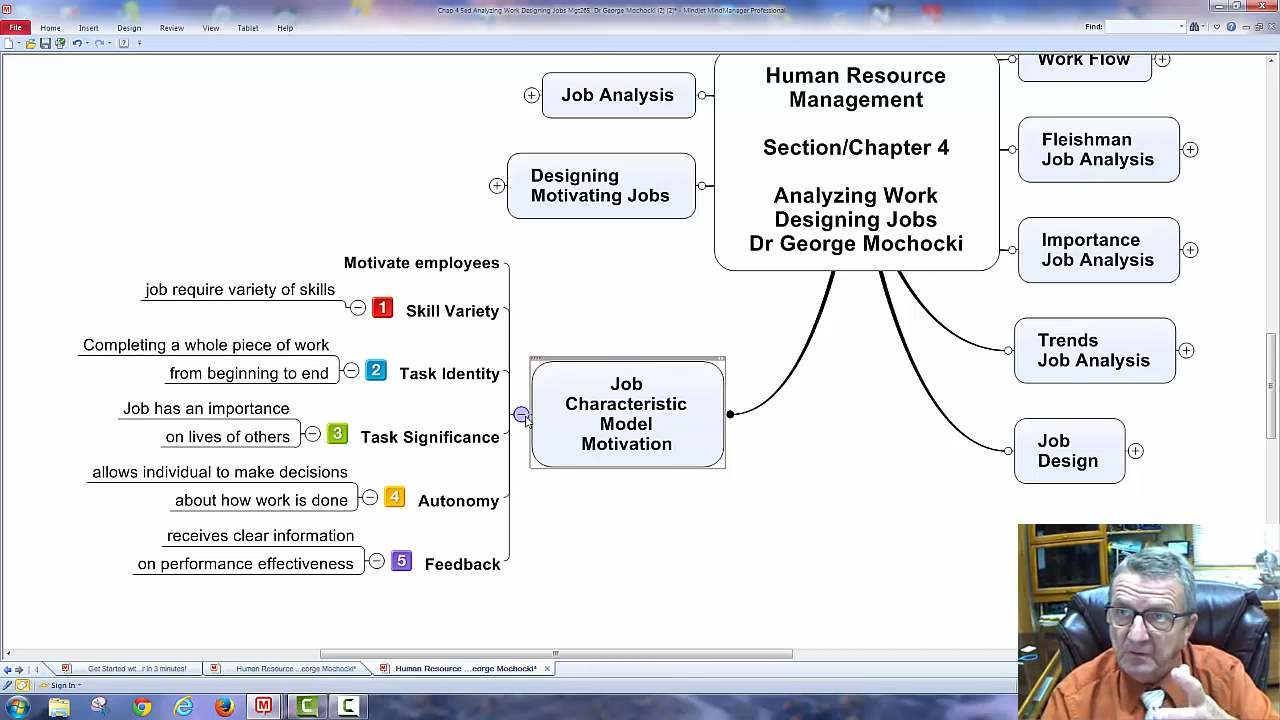 Chap 4 Sed Analyzing Work Designing Jobs Mgt265 Dr George Mochocki (2) (2)* - Mindjet MindManager Professional
File Home Insert Design Review View Tablet Help
Find:
Human Resource
Management
Section/Chapter 4
Analyzing Work
Designing Jobs
Dr George Mochocki
Job Analysis
Designing
Motivating Jobs
Job
Characteristic
Model
Motivation
Motivate employees
1 Skill Variety
job require variety of skills
2 Task Identity
Completing a whole piece of work
from beginning to end
3 Task Significance
Job has an importance
on lives of others
4 Autonomy
allows individual to make decisions
about how work is done
5 Feedback
receives clear information
on performance effectiveness
Work Flow
Fleishman
Job Analysis
Importance
Job Analysis
Trends
Job Analysis
Job
Design
Get Started wit...r in 3 minutes!
Human Resource ...eorge Mochocki*
Human Resource ...eorge Mochocki*
Sign In